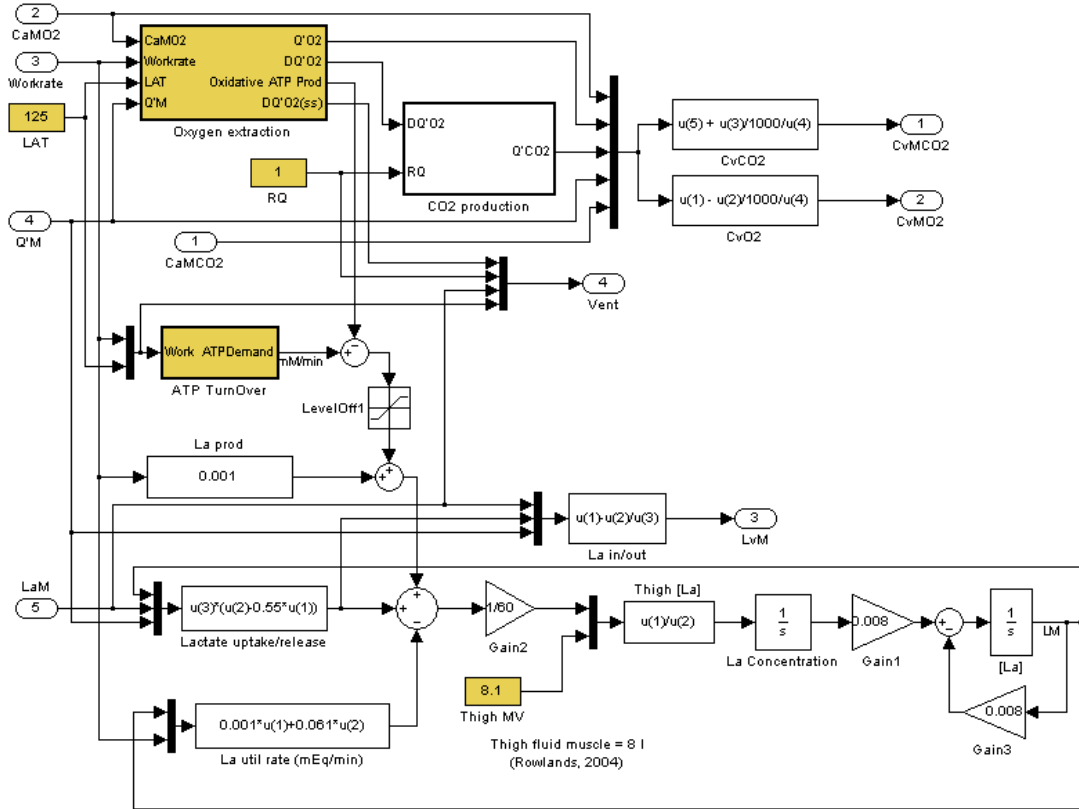 2
CaMO2
3
Workrate
125
LAT
4
Q'M
CaMO2
Workrate
LAT
Q'M
Q'O2
DQ'O2
Oxidative ATP Prod
DQ'O2(ss)
Oxygen extraction
1
RQ
DQ'O2
RQ
Q'CO2
CO2 production
1
CaMCO2
u(5) + u(3)/1000/u(4)
CvCO2
1
CvMCO2
u(1) - u(2)/1000/u(4)
CvO2
2
CvMO2
4
Vent
Work ATPDemand
mM/min
ATP TurnOver
+ −
LevelOff1
La prod
0.001
+ +
u(1)-u(2)/u(3)
La in/out
3
LvM
LaM
5
u(3)*(u(2)-0.55*u(1))
Lactate uptake/release
+
+
−
1/60
Gain2
8.1
Thigh MV
Thigh [La]
u(1)/u(2)
1
s
La Concentration
0.008
Gain1
+
−
1
s
[La]
LM
0.008
Gain3
0.001*u(1)+0.061*u(2)
La util rate (mEq/min)
Thigh fluid muscle = 8 l
(Rowlands, 2004)